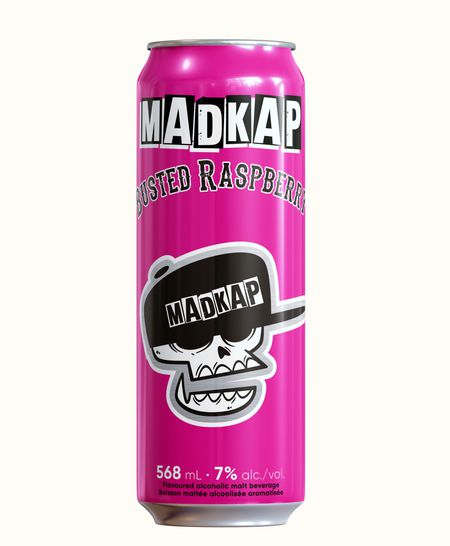 MADKAP
BUSTED RASPBERRY
MADKAP
568 mL · 7% alc./vol.
Flavoured alcoholic malt beverage
Boisson maltée alcoolisée aromatisée